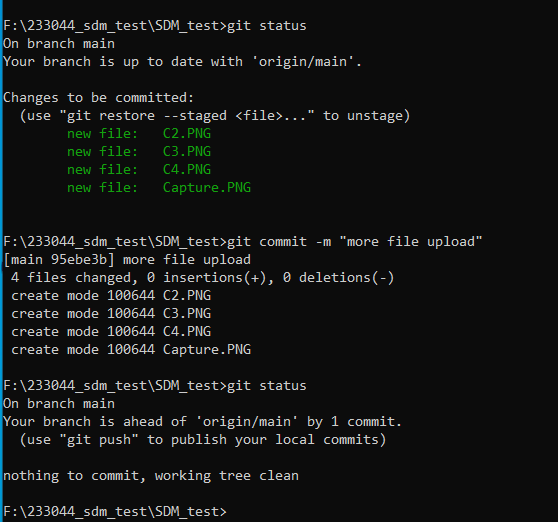 F:\233044_sdm_test\SDM_test>git status
On branch main
Your branch is up to date with 'origin/main'.
Changes to be committed:
  (use "git restore --staged <file>..." to unstage)
        new file:   C2.PNG
        new file:   C3.PNG
        new file:   C4.PNG
        new file:   Capture.PNG
F:\233044_sdm_test\SDM_test>git commit -m "more file upload"
[main 95ebe3b] more file upload
 4 files changed, 0 insertions(+), 0 deletions(-)
 create mode 100644 C2.PNG
 create mode 100644 C3.PNG
 create mode 100644 C4.PNG
 create mode 100644 Capture.PNG
F:\233044_sdm_test\SDM_test>git status
On branch main
Your branch is ahead of 'origin/main' by 1 commit.
  (use "git push" to publish your local commits)
nothing to commit, working tree clean
F:\233044_sdm_test\SDM_test>